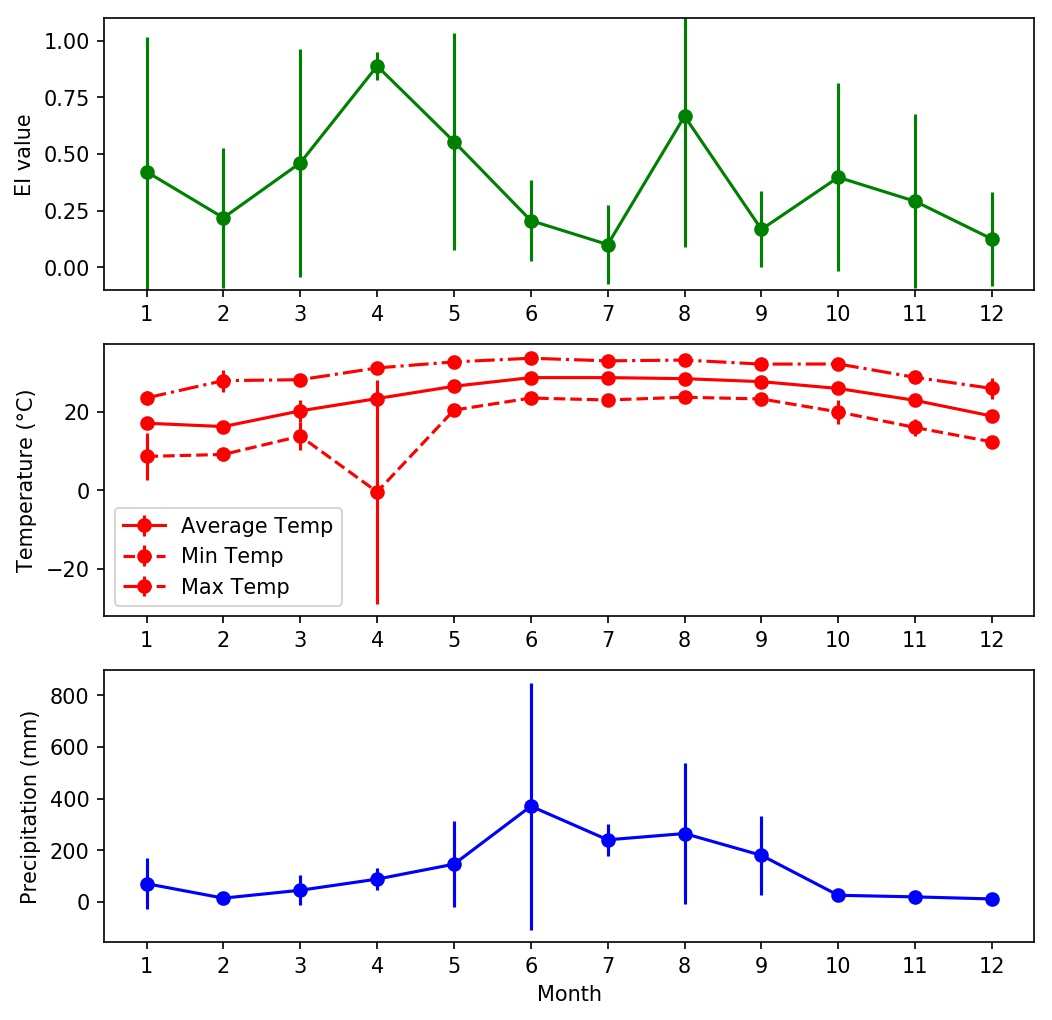 EI value
1.00
0.75
0.50
0.25
0.00
1 2 3 4 5 6 7 8 9 10 11 12
Temperature (°C)
20
0
−20
Average Temp
Min Temp
Max Temp
1 2 3 4 5 6 7 8 9 10 11 12
Precipitation (mm)
800
600
400
200
0
1 2 3 4 5 6 7 8 9 10 11 12
Month